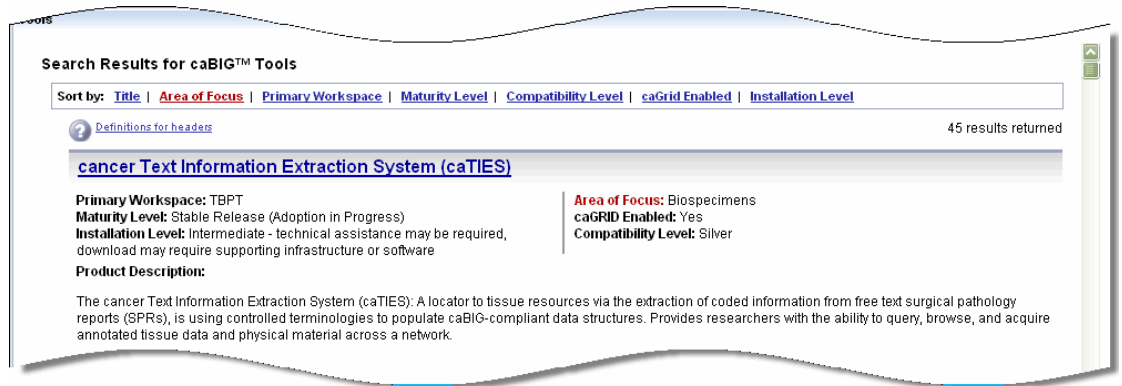 Search Results for caBIG™ Tools
Sort by: Title | Area of Focus | Primary Workspace | Maturity Level | Compatibility Level | caGrid Enabled | Installation Level
? Definitions for headers
45 results returned
cancer Text Information Extraction System (caTIES)
Primary Workspace: TBPT
Maturity Level: Stable Release (Adoption in Progress)
Installation Level: Intermediate - technical assistance may be required,
download may require supporting infrastructure or software
Area of Focus: Biospecimens
caGRID Enabled: Yes
Compatibility Level: Silver
Product Description:
The cancer Text Information Extraction System (caTIES): A locator to tissue resources via the extraction of coded information from free text surgical pathology
reports (SPRs), is using controlled terminologies to populate caBIG-compliant data structures. Provides researchers with the ability to query, browse, and acquire
annotated tissue data and physical material across a network.